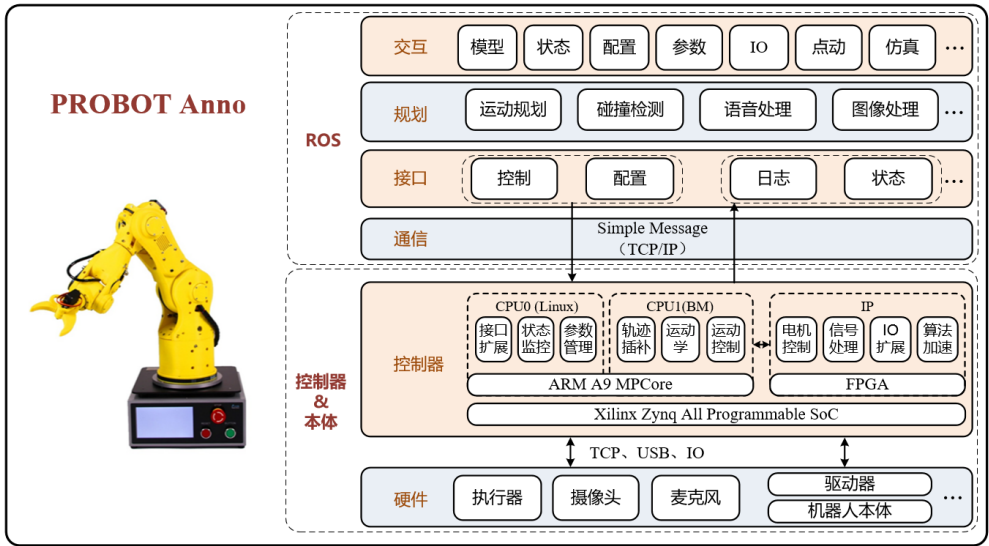 PROBOT Anno
ROS
交互
模型
状态
配置
参数
IO
点动
仿真
...
规划
运动规划
碰撞检测
语音处理
图像处理
...
接口
控制
配置
日志
状态
...
通信
Simple Message
（TCP/IP）
控制器
&
本体
控制器
CPU0 (Linux)
接口
扩展
状态
监控
参数
管理
CPU1(BM)
轨迹
插补
运动
学
运动
控制
ARM A9 MPCore
IP
电机
控制
信号
处理
IO
扩展
算法
加速
FPGA
Xilinx Zynq All Programmable SoC
TCP、USB、IO
硬件
执行器
摄像头
麦克风
驱动器
机器人本体
...